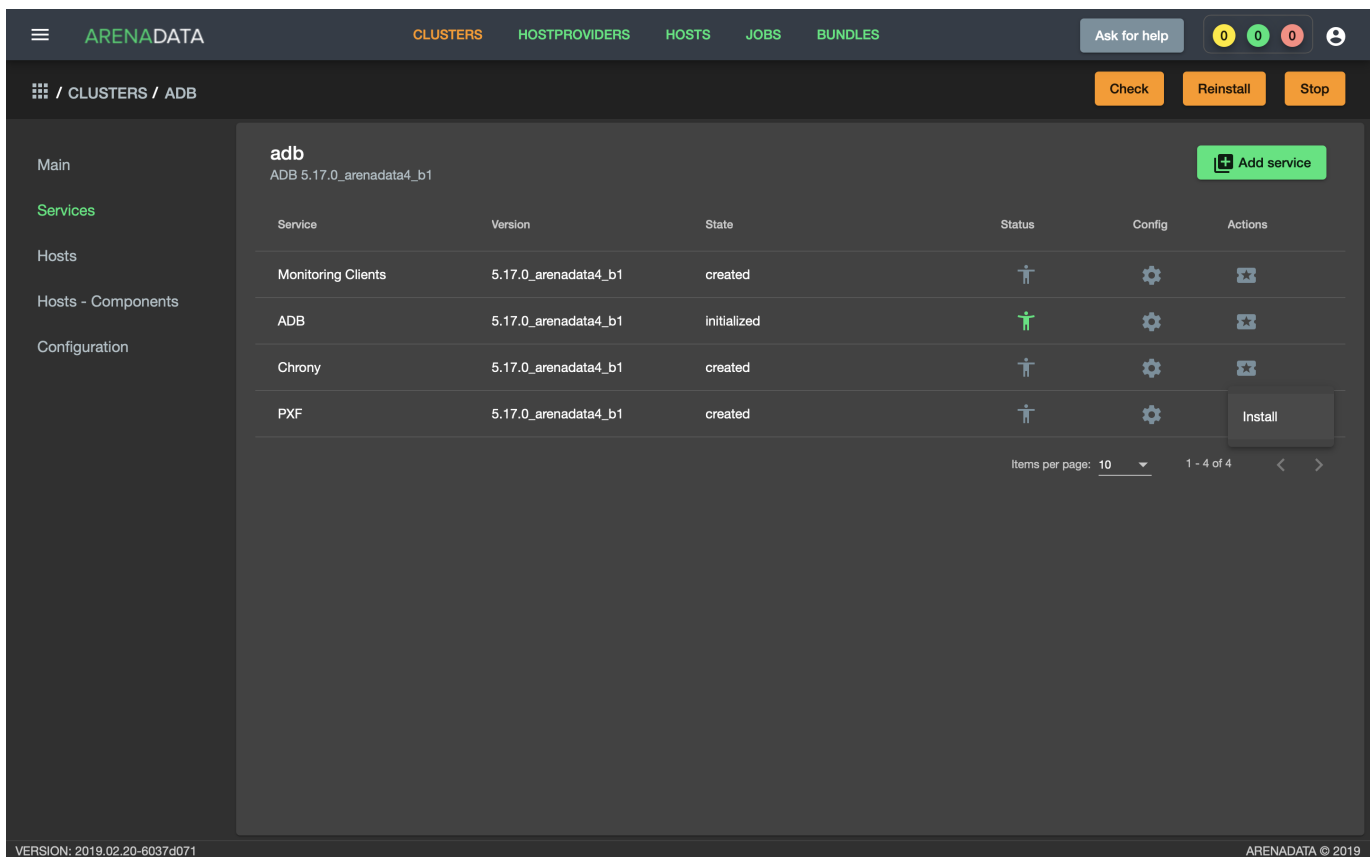 ARENADATA CLUSTERS HOSTPROVIDERS HOSTS JOBS BUNDLES Ask for help 0 0 0
/ CLUSTERS / ADB Check Reinstall Stop
Main
Services
Hosts
Hosts - Components
Configuration
adb
ADB 5.17.0_arenadata4_b1
Add service
Service Version State Status Config Actions
Monitoring Clients 5.17.0_arenadata4_b1 created
ADB 5.17.0_arenadata4_b1 initialized
Chrony 5.17.0_arenadata4_b1 created
PXF 5.17.0_arenadata4_b1 created
Install
Items per page: 10 1 - 4 of 4
VERSION: 2019.02.20-6037d071 ARENADATA © 2019